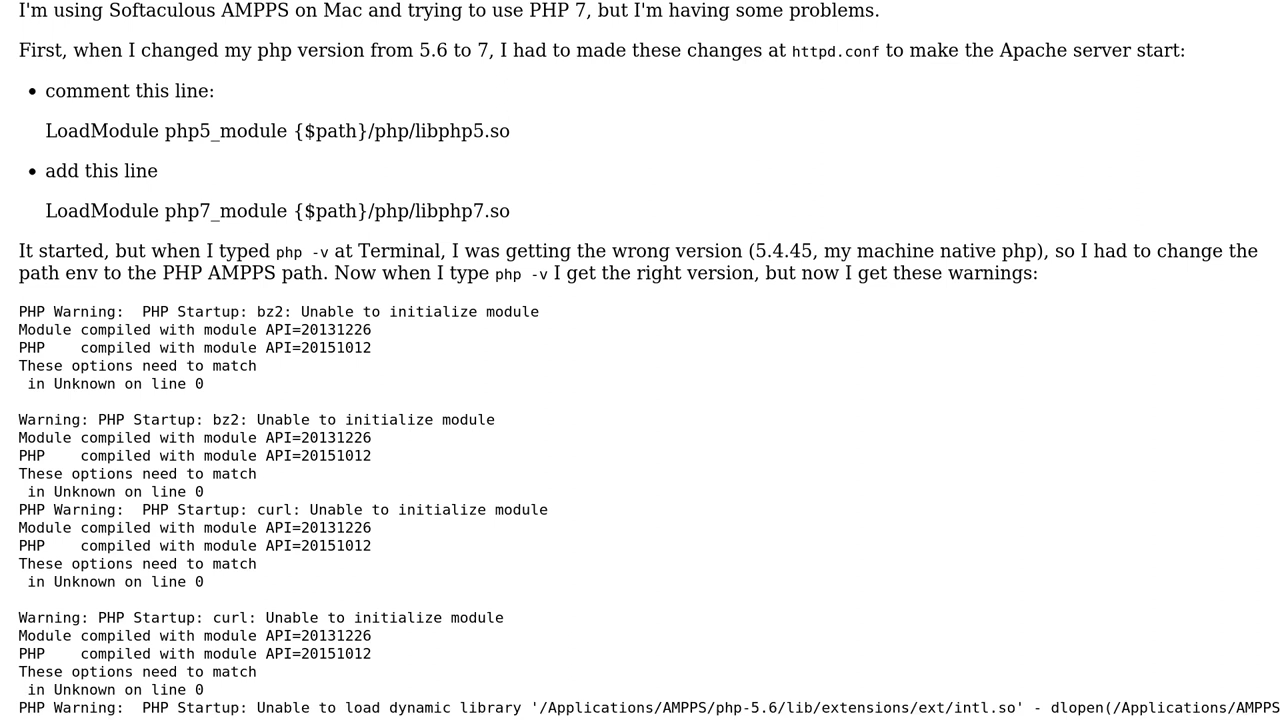 I'm using Softaculous AMPPS on Mac and trying to use PHP 7, but I'm having some problems.
First, when I changed my php version from 5.6 to 7, I had to made these changes at httpd.conf to make the Apache server start:
• comment this line:
LoadModule php5_module {$path}/php/libphp5.so
• add this line
LoadModule php7_module {$path}/php/libphp7.so
It started, but when I typed php -v at Terminal, I was getting the wrong version (5.4.45, my machine native php), so I had to change the
path env to the PHP AMPPS path. Now when I type php -v I get the right version, but now I get these warnings:
PHP Warning:  PHP Startup: bz2: Unable to initialize module
Module compiled with module API=20131226
PHP    compiled with module API=20151012
These options need to match
 in Unknown on line 0
Warning: PHP Startup: bz2: Unable to initialize module
Module compiled with module API=20131226
PHP    compiled with module API=20151012
These options need to match
 in Unknown on line 0
PHP Warning:  PHP Startup: curl: Unable to initialize module
Module compiled with module API=20131226
PHP    compiled with module API=20151012
These options need to match
 in Unknown on line 0
Warning: PHP Startup: curl: Unable to initialize module
Module compiled with module API=20131226
PHP    compiled with module API=20151012
These options need to match
 in Unknown on line 0
PHP Warning:  PHP Startup: Unable to load dynamic library '/Applications/AMPPS/php-5.6/lib/extensions/ext/intl.so' - dlopen(/Applications/AMPPS